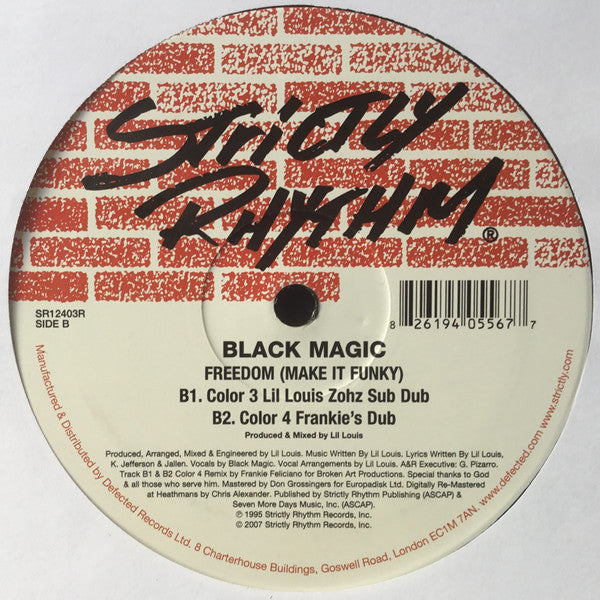 STRICTLY
RHYTHM®
SR12403R
SIDE B
8 26194 05567 7
BLACK MAGIC
FREEDOM (MAKE IT FUNKY)
B1. Color 3 Lil Louis Zohz Sub Dub
B2. Color 4 Frankie's Dub
Produced & Mixed by Lil Louis
Produced, Arranged, Mixed & Engineered by Lil Louis. Music Written By Lil Louis. Lyrics Written By Lil Louis,
K. Jefferson & Jallen. Vocals by Black Magic. Vocal Arrangements by Lil Louis. A&R Executive: G. Pizarro.
Track B1 & B2 Color 4 Remix by Frankie Feliciano for Broken Art Productions. Special thanks to God
& all those who serve him. Mastered by Don Grossingers for Europadisk Ltd. Digitally Re-Mastered
at Heathmans by Chris Alexander. Published by Strictly Rhythm Publishing (ASCAP) &
Seven More Days Music, Inc. (ASCAP).
℗ 1995 Strictly Rhythm Records, Inc.
© 2007 Strictly Rhythm Records, Inc.
Manufactured & Distributed by Defected Records Ltd. 8 Charterhouse Buildings, Goswell Road, London EC1M 7AN. www.defected.com www.strictly.com